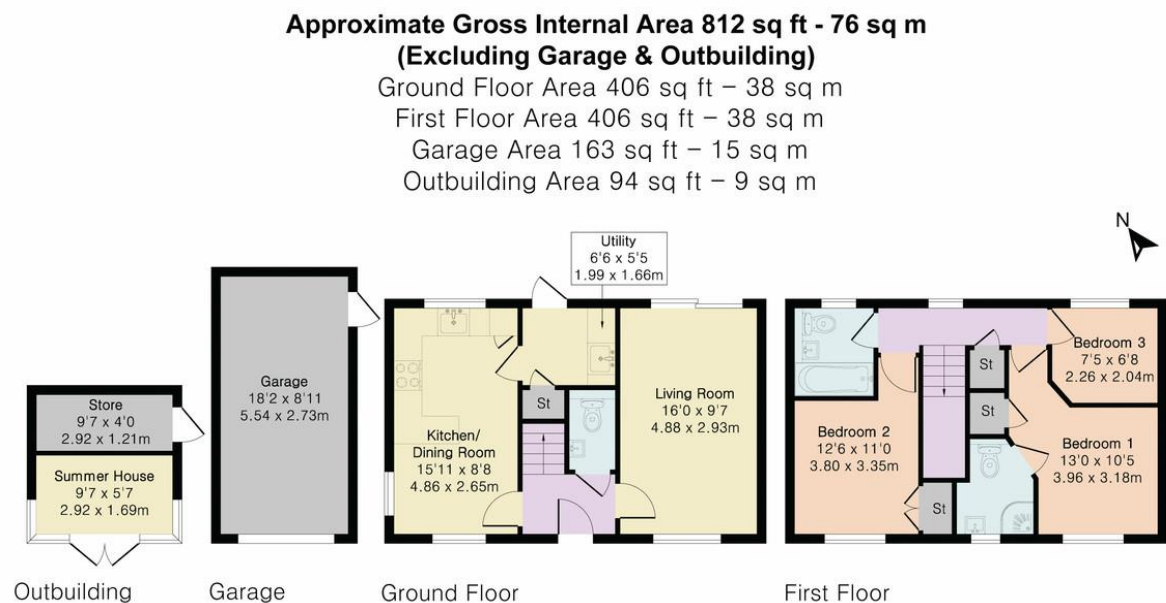 Approximate Gross Internal Area 812 sq ft - 76 sq m
(Excluding Garage & Outbuilding)
Ground Floor Area 406 sq ft – 38 sq m
First Floor Area 406 sq ft – 38 sq m
Garage Area 163 sq ft – 15 sq m
Outbuilding Area 94 sq ft – 9 sq m
N
Utility
6'6 x 5'5
1.99 x 1.66m
Store
9'7 x 4'0
2.92 x 1.21m
Summer House
9'7 x 5'7
2.92 x 1.69m
Garage
18'2 x 8'11
5.54 x 2.73m
Kitchen/
Dining Room
15'11 x 8'8
4.86 x 2.65m
St
Living Room
16'0 x 9'7
4.88 x 2.93m
Bedroom 2
12'6 x 11'0
3.80 x 3.35m
St
St
St
Bedroom 3
7'5 x 6'8
2.26 x 2.04m
Bedroom 1
13'0 x 10'5
3.96 x 3.18m
Outbuilding
Garage
Ground Floor
First Floor